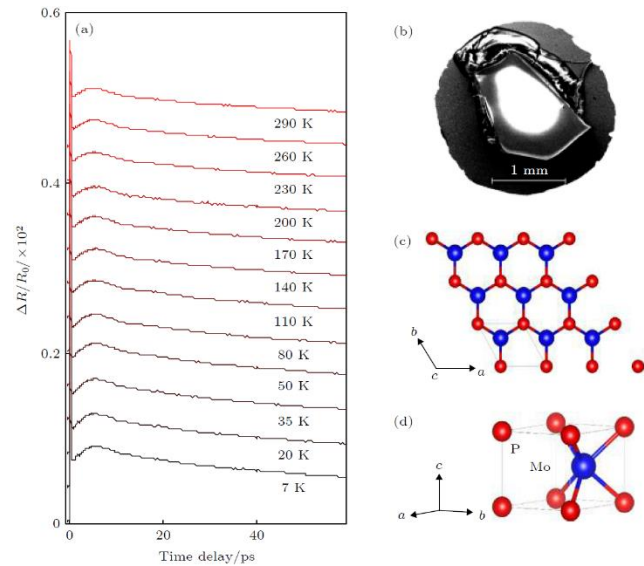 (a)
0.6
0.4
0.2
0
ΔR/R₀/×10²
290 K
260 K
230 K
200 K
170 K
140 K
110 K
80 K
50 K
35 K
20 K
7 K
0
20
40
Time delay/ps
(b)
1 mm
(c)
b
c
a
(d)
P
Mo
c
a
b